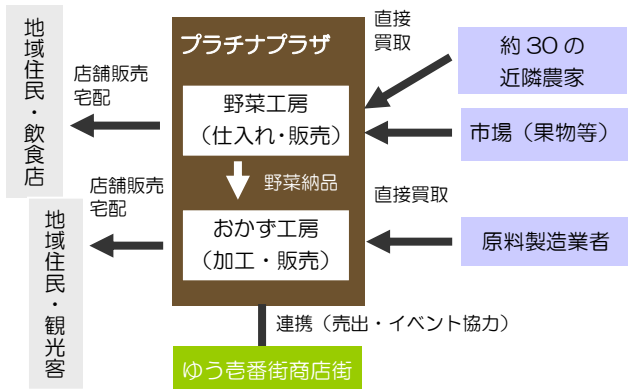 地域住民・飲食店
店舗販売
宅配
プラチナプラザ
直接
買取
約30の
近隣農家
野菜工房
（仕入れ・販売）
市場（果物等）
野菜納品
店舗販売
宅配
直接買取
おかず工房
（加工・販売）
原料製造業者
地域住民・観光客
連携（売出・イベント協力）
ゆう壱番街商店街